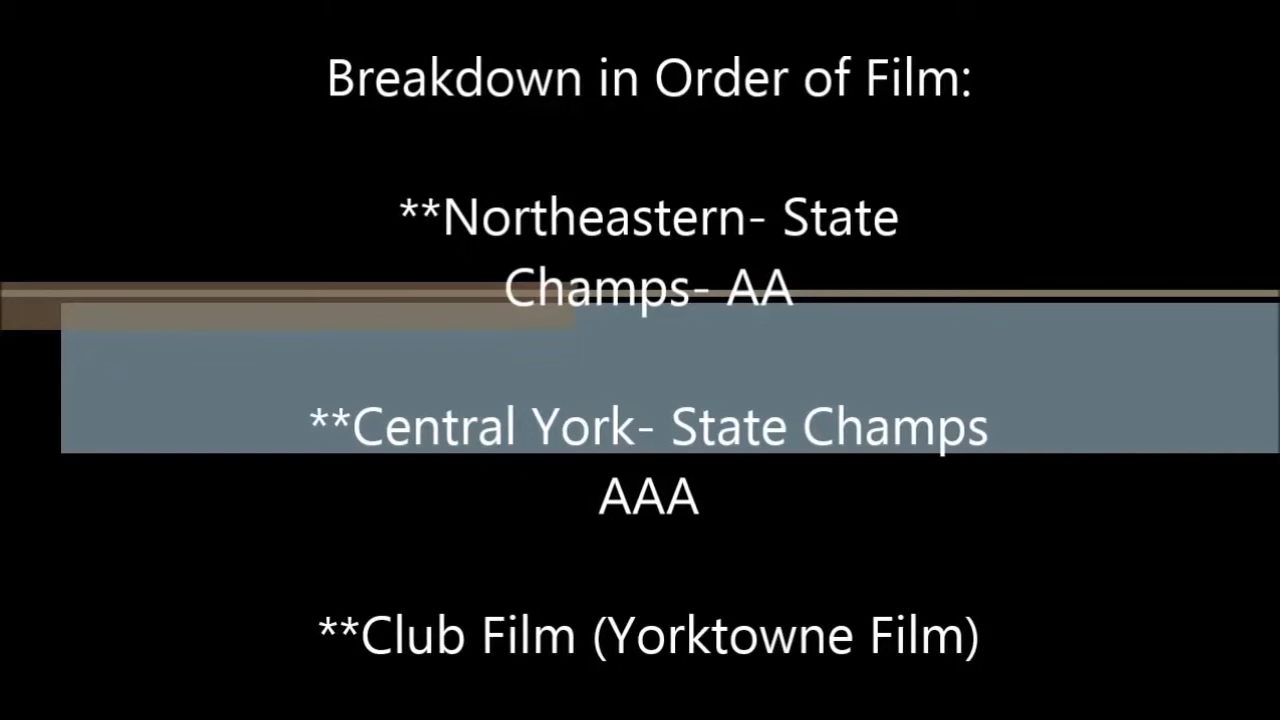 Breakdown in Order of Film:
**Northeastern- State
Champs- AA
**Central York- State Champs
AAA
**Club Film (Yorktowne Film)